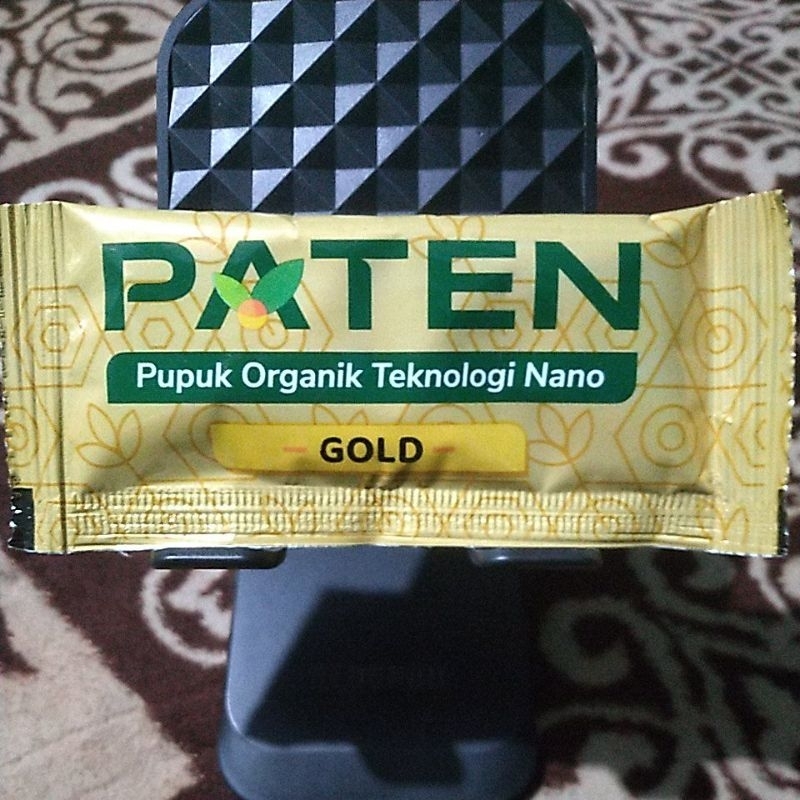 PATEN
Pupuk Organik Teknologi Nano
GOLD